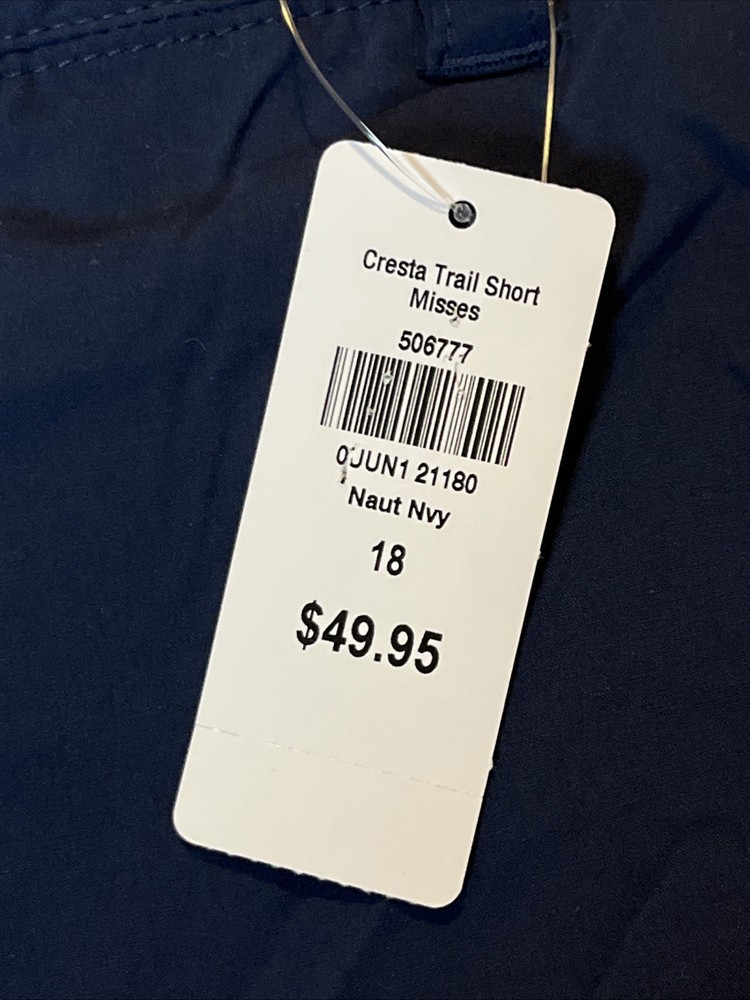 Cresta Trail Short
Misses
506777
0JUN1 21180
Naut Nvy
18
$49.95